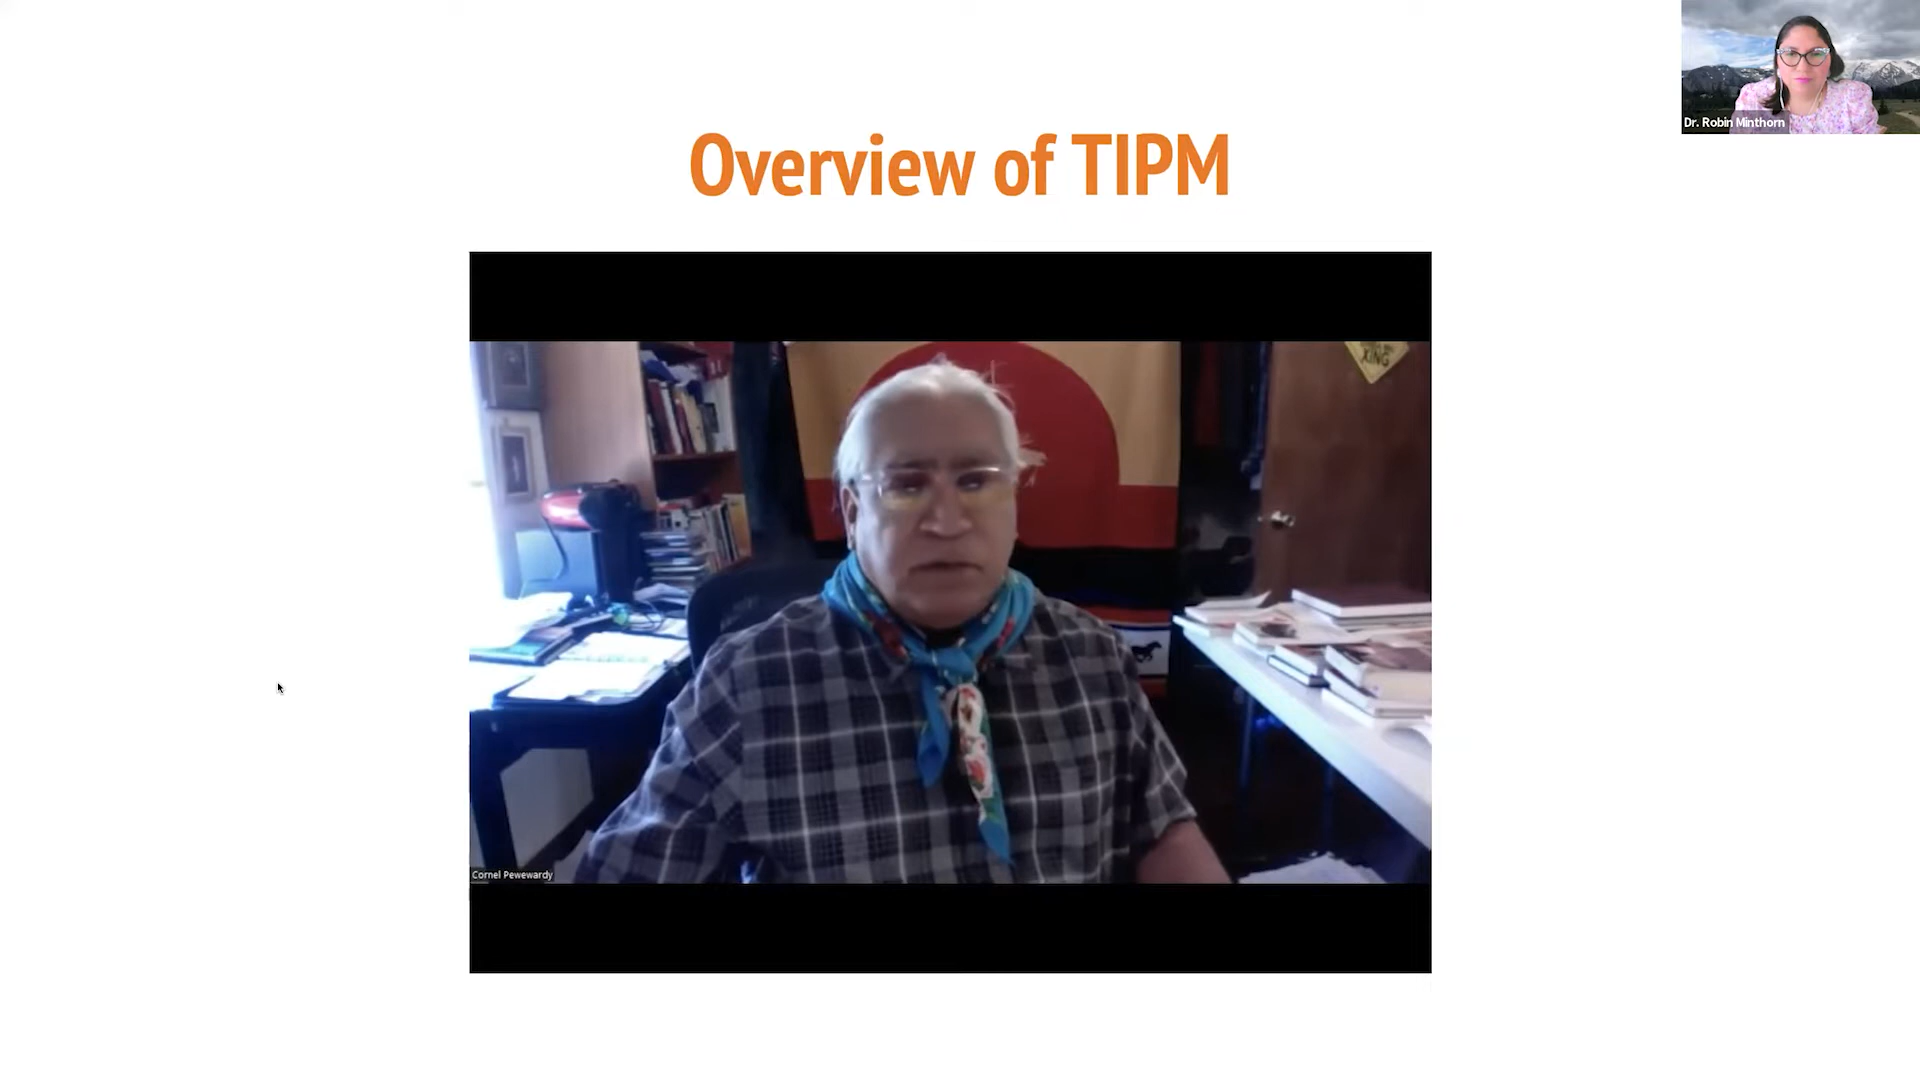 Dr. Robin Minthorn
Overview of TIPM
XING
Cornel Pewewardy